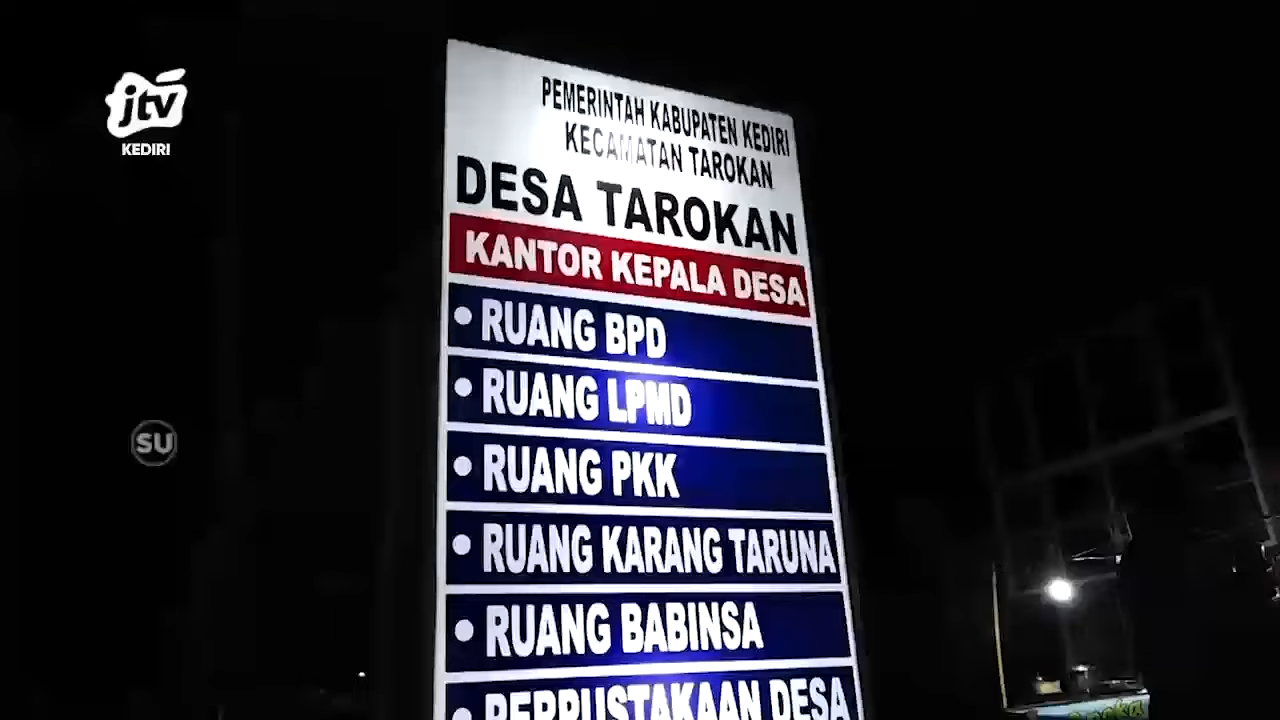 jtv
KEDIRI
PEMERINTAH KABUPATEN KEDIRI
KECAMATAN TAROKAN
DESA TAROKAN
KANTOR KEPALA DESA
• RUANG BPD
• RUANG LPMD
SU
• RUANG PKK
• RUANG KARANG TARUNA
• RUANG BABINSA
• PERPUSTAKAAN DESA